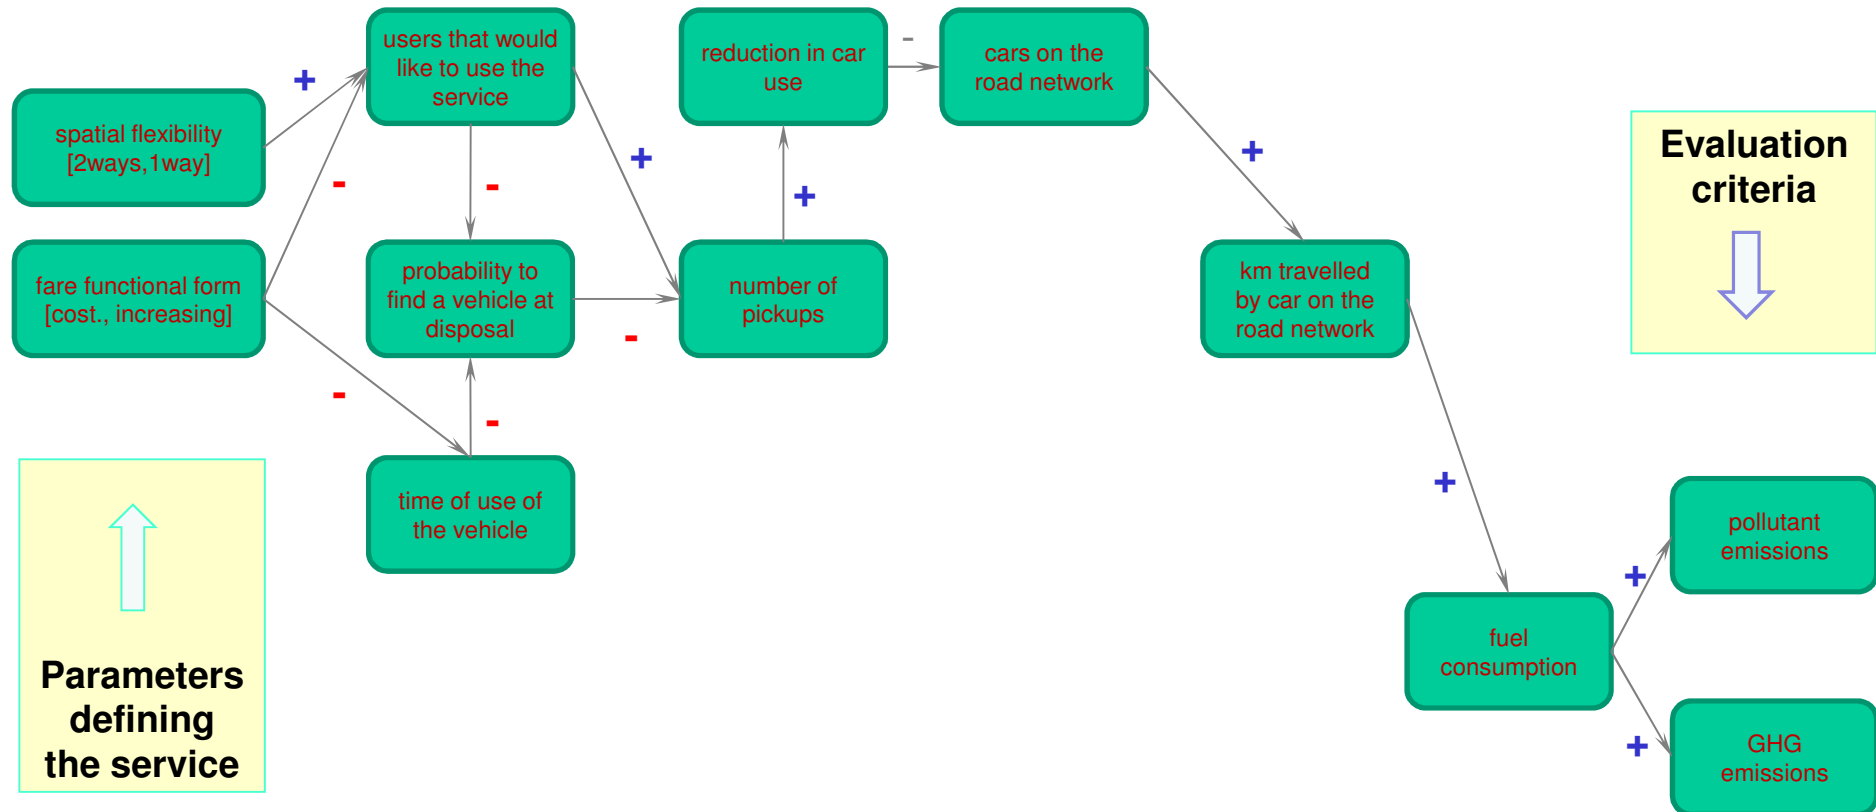 users that would
like to use the
service
reduction in car
use
-
cars on the
road network
+
spatial flexibility
[2ways,1way]
Evaluation
criteria
+
+
-
-
+
fare functional form
[cost., increasing]
probability to
find a vehicle at
disposal
number of
pickups
km travelled
by car on the
road network
-
-
-
time of use of
the vehicle
+
pollutant
emissions
+
fuel
consumption
Parameters
defining
the service
+
GHG
emissions